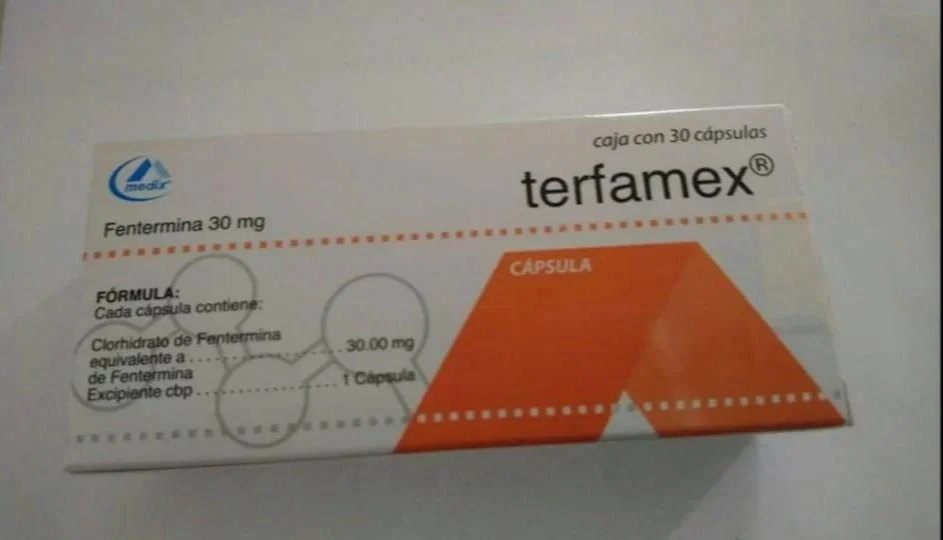 caja con 30 cápsulas
medix
terfamex®
Fentermina 30 mg
CÁPSULA
FÓRMULA:
Cada cápsula contiene:
Clorhidrato de Fentermina
equivalente a .................... 30.00 mg
de Fentermina
Excipiente cbp .................... 1 Cápsula